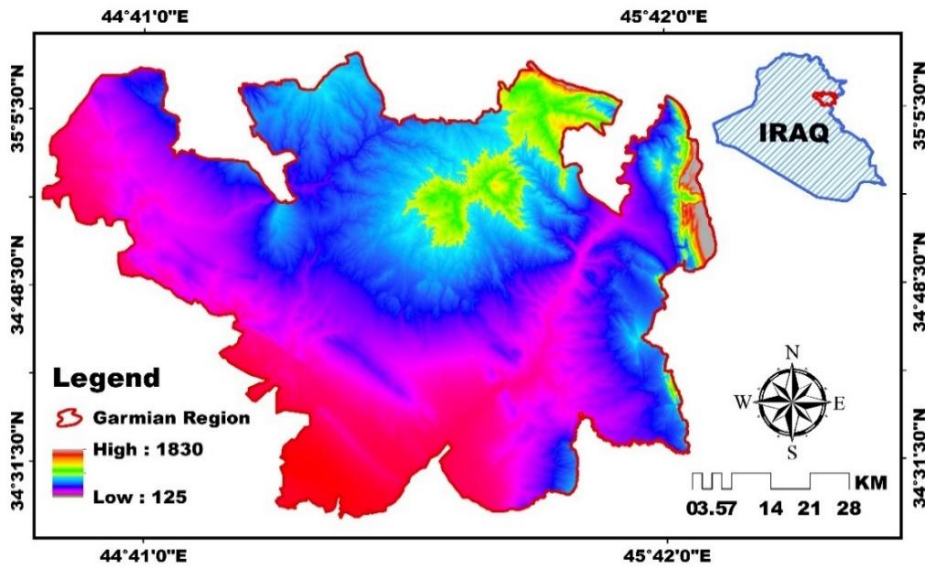 44°41'0"E 45°42'0"E
35°5'30"N
35°5'30"N
IRAQ
34°48'30"N
34°48'30"N
Legend
Garmian Region
High : 1830
Low : 125
N
W E
S
34°31'30"N
34°31'30"N
KM
0 3.5 7 14 21 28
44°41'0"E 45°42'0"E